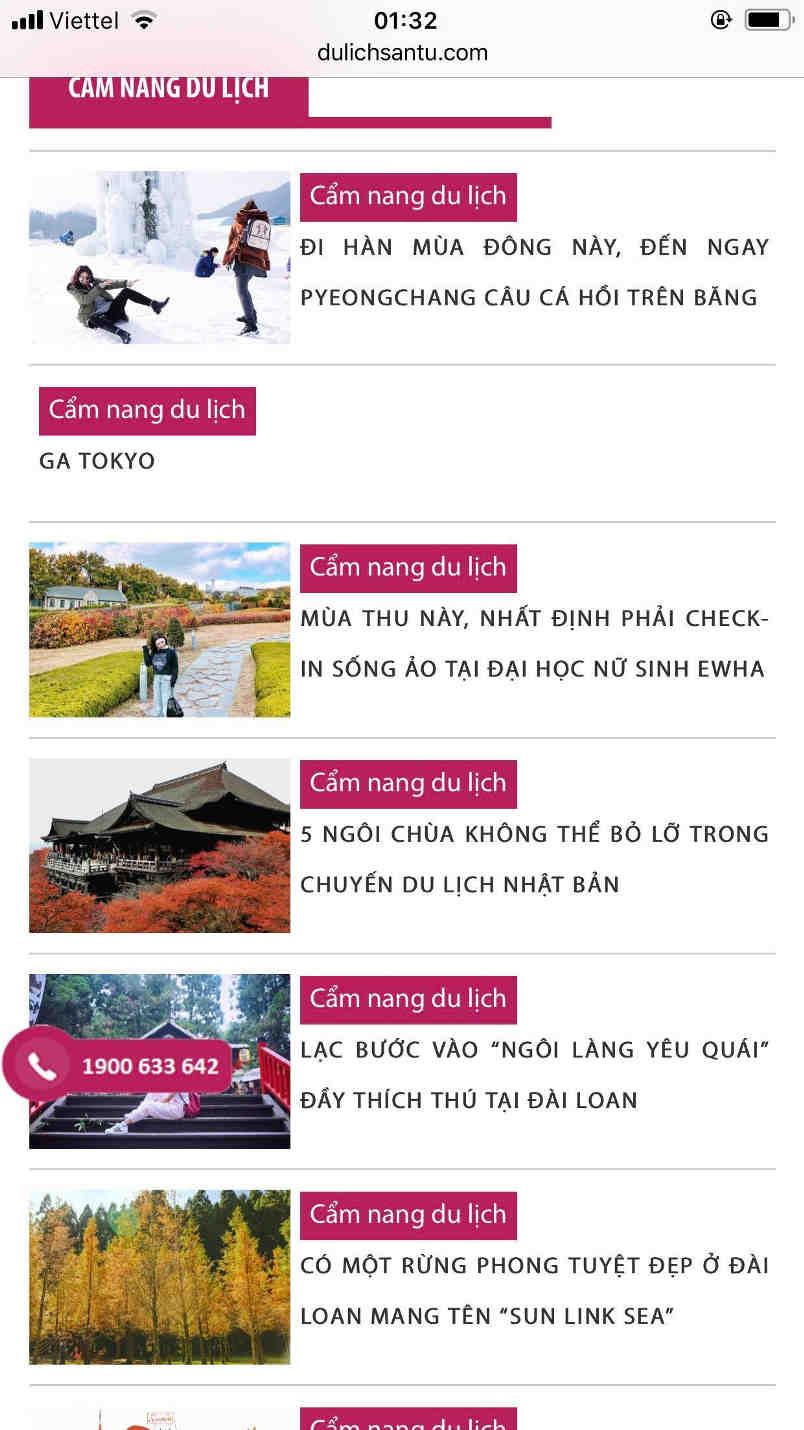 Viettel 01:32
dulichsantu.com
CẨM NANG DU LỊCH
Cẩm nang du lịch
ĐI HÀN MÙA ĐÔNG NÀY, ĐẾN NGAY
PYEONGCHANG CÂU CÁ HỒI TRÊN BĂNG
Cẩm nang du lịch
GA TOKYO
Cẩm nang du lịch
MÙA THU NÀY, NHẤT ĐỊNH PHẢI CHECK-
IN SỐNG ẢO TẠI ĐẠI HỌC NỮ SINH EWHA
Cẩm nang du lịch
5 NGÔI CHÙA KHÔNG THỂ BỎ LỠ TRONG
CHUYẾN DU LỊCH NHẬT BẢN
Cẩm nang du lịch
LẠC BƯỚC VÀO “NGÔI LÀNG YÊU QUÁI”
ĐẦY THÍCH THÚ TẠI ĐÀI LOAN
1900 633 642
Cẩm nang du lịch
CÓ MỘT RỪNG PHONG TUYỆT ĐẸP Ở ĐÀI
LOAN MANG TÊN “SUN LINK SEA”
Cẩm nang du lịch